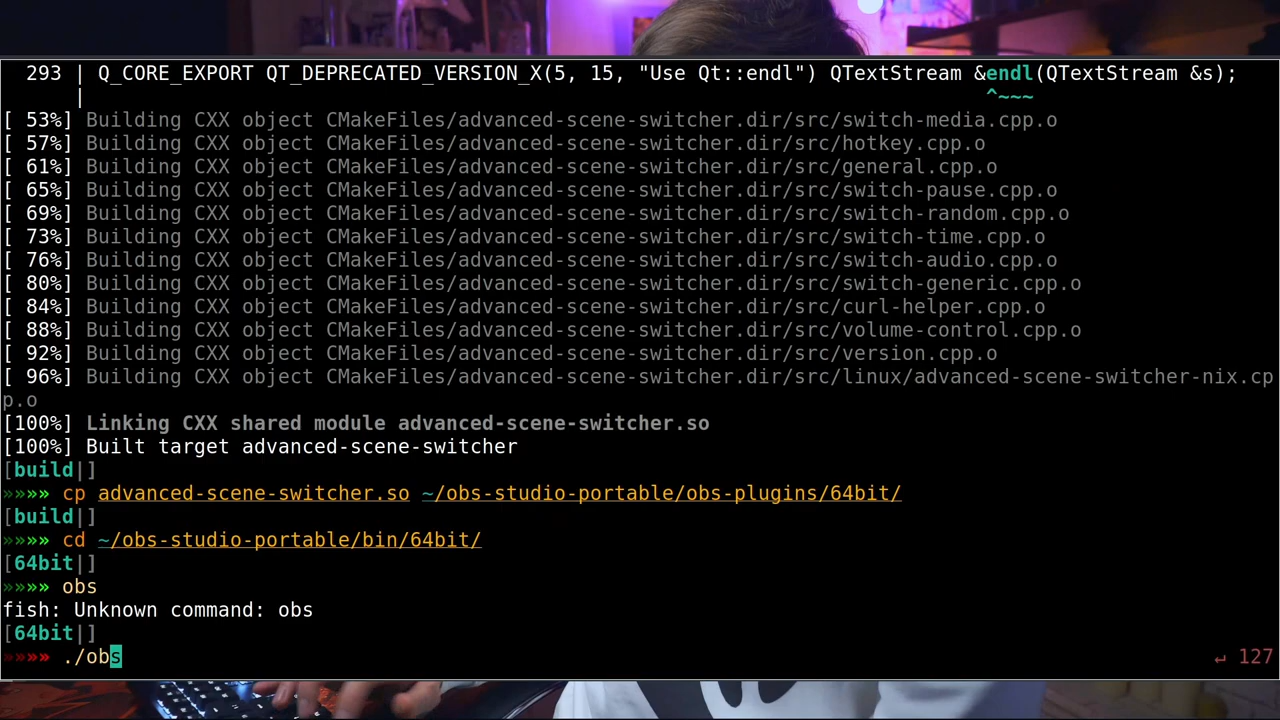 293 | Q_CORE_EXPORT QT_DEPRECATED_VERSION_X(5, 15, "Use Qt::endl") QTextStream &endl(QTextStream &s);
| ^~~~
[ 53%] Building CXX object CMakeFiles/advanced-scene-switcher.dir/src/switch-media.cpp.o
[ 57%] Building CXX object CMakeFiles/advanced-scene-switcher.dir/src/hotkey.cpp.o
[ 61%] Building CXX object CMakeFiles/advanced-scene-switcher.dir/src/general.cpp.o
[ 65%] Building CXX object CMakeFiles/advanced-scene-switcher.dir/src/switch-pause.cpp.o
[ 69%] Building CXX object CMakeFiles/advanced-scene-switcher.dir/src/switch-random.cpp.o
[ 73%] Building CXX object CMakeFiles/advanced-scene-switcher.dir/src/switch-time.cpp.o
[ 76%] Building CXX object CMakeFiles/advanced-scene-switcher.dir/src/switch-audio.cpp.o
[ 80%] Building CXX object CMakeFiles/advanced-scene-switcher.dir/src/switch-generic.cpp.o
[ 84%] Building CXX object CMakeFiles/advanced-scene-switcher.dir/src/curl-helper.cpp.o
[ 88%] Building CXX object CMakeFiles/advanced-scene-switcher.dir/src/volume-control.cpp.o
[ 92%] Building CXX object CMakeFiles/advanced-scene-switcher.dir/src/version.cpp.o
[ 96%] Building CXX object CMakeFiles/advanced-scene-switcher.dir/src/linux/advanced-scene-switcher-nix.cp
p.o
[100%] Linking CXX shared module advanced-scene-switcher.so
[100%] Built target advanced-scene-switcher
[build|]
»»»» cp advanced-scene-switcher.so ~/obs-studio-portable/obs-plugins/64bit/
[build|]
»»»» cd ~/obs-studio-portable/bin/64bit/
[64bit|]
»»»» obs
fish: Unknown command: obs
[64bit|]
»»»» ./obs ↵ 127